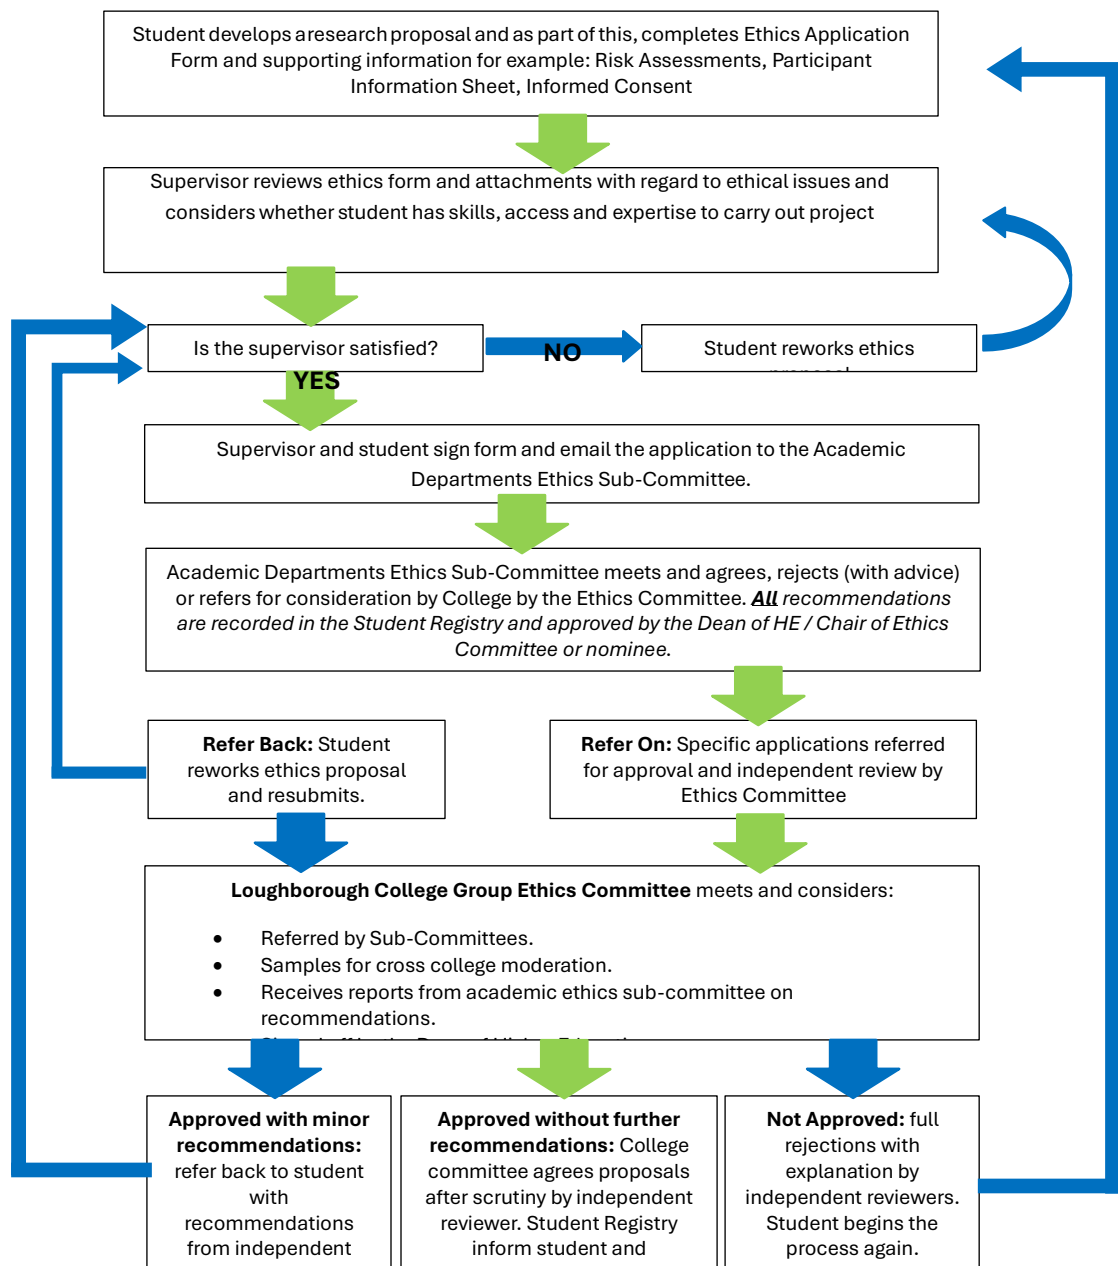 Student develops aresearch proposal and as part of this, completes Ethics Application
Form and supporting information for example: Risk Assessments, Participant
Information Sheet, Informed Consent
Supervisor reviews ethics form and attachments with regard to ethical issues and
considers whether student has skills, access and expertise to carry out project
Is the supervisor satisfied?
NO
Student reworks ethics
YES
Supervisor and student sign form and email the application to the Academic
Departments Ethics Sub-Committee.
Academic Departments Ethics Sub-Committee meets and agrees, rejects (with advice)
or refers for consideration by College by the Ethics Committee. All recommendations
are recorded in the Student Registry and approved by the Dean of HE / Chair of Ethics
Committee or nominee.
Refer Back: Student
reworks ethics proposal
and resubmits.
Refer On: Specific applications referred
for approval and independent review by
Ethics Committee
Loughborough College Group Ethics Committee meets and considers:
• Referred by Sub-Committees.
• Samples for cross college moderation.
• Receives reports from academic ethics sub-committee on
recommendations.
Approved with minor
recommendations:
refer back to student
with
recommendations
from independent
Approved without further
recommendations: College
committee agrees proposals
after scrutiny by independent
reviewer. Student Registry
inform student and
Not Approved: full
rejections with
explanation by
independent reviewers.
Student begins the
process again.